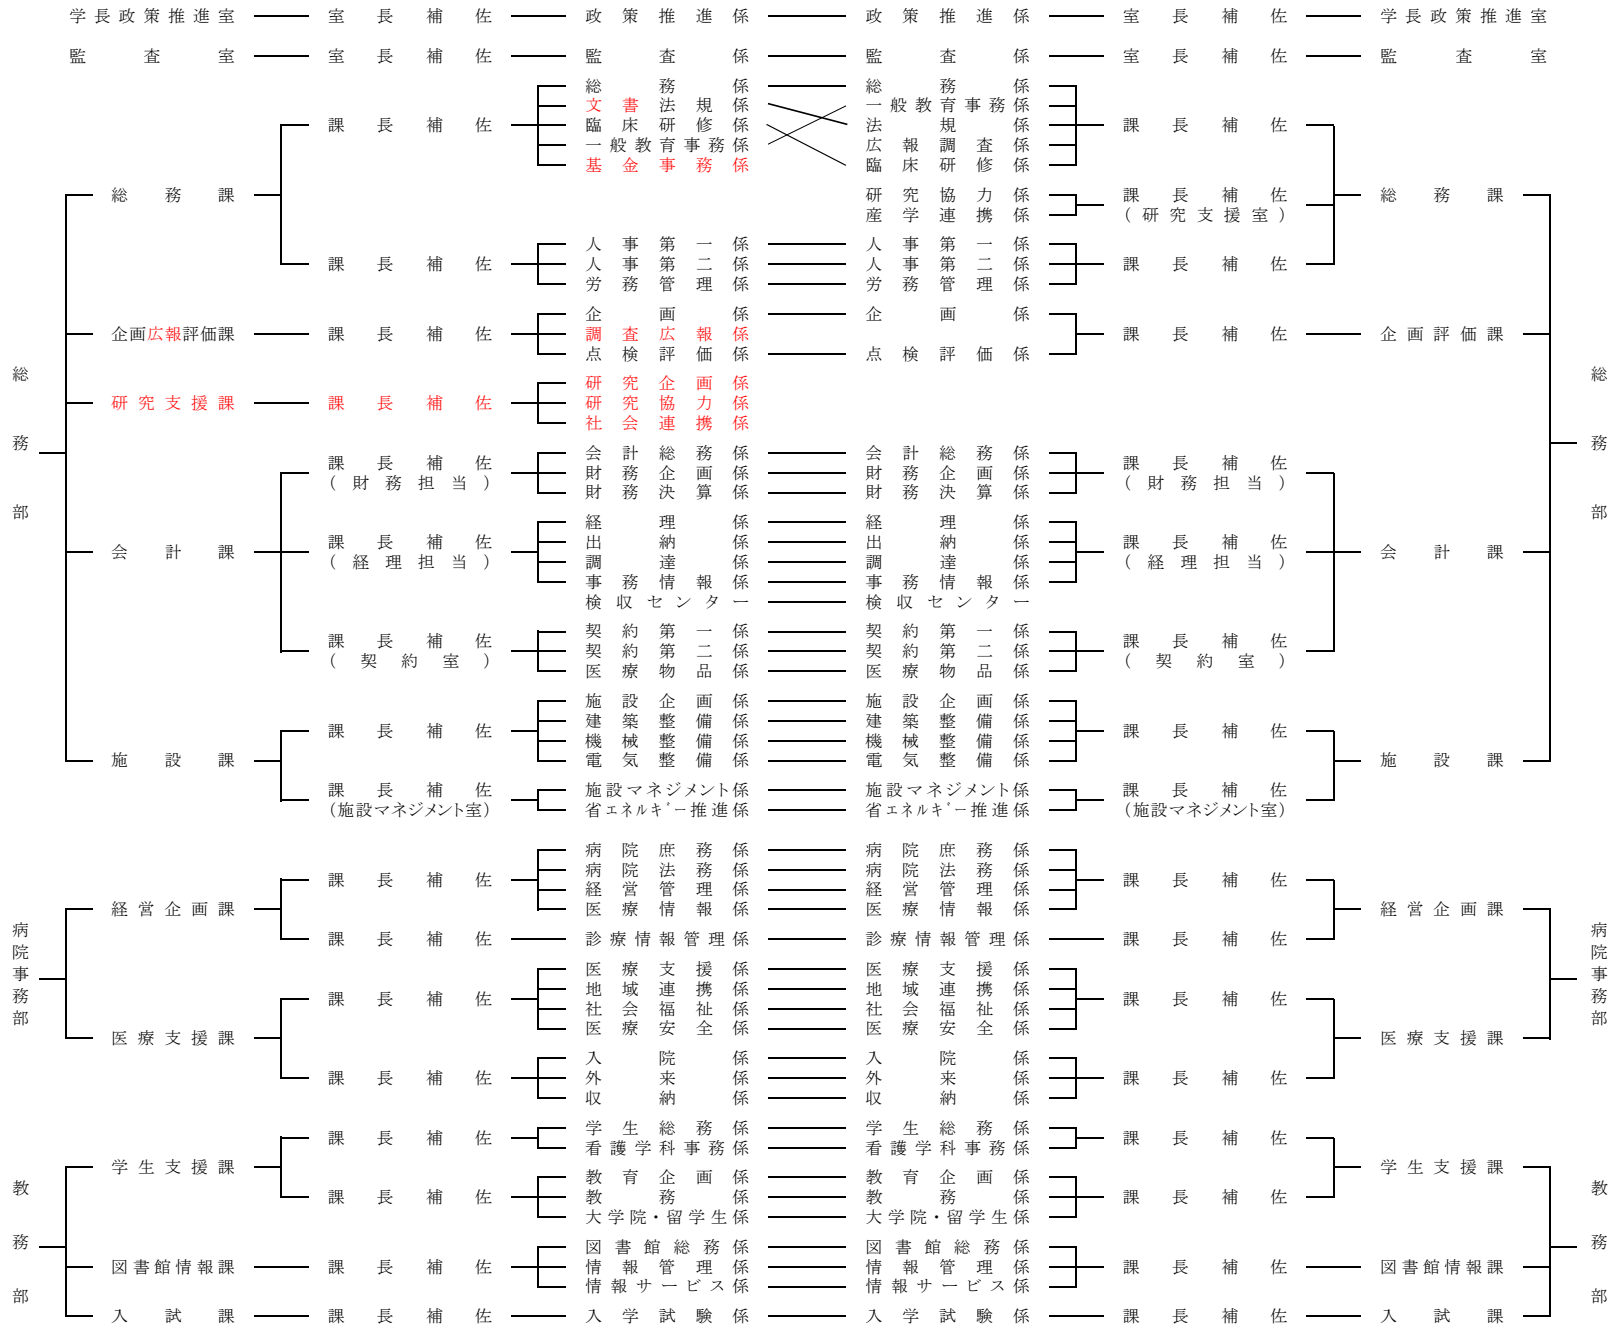 学長政策推進室 室長補佐 政策推進係 政策推進係 室長補佐 学長政策推進室
監査室 室長補佐 監査係 監査係 室長補佐 監査室
総務係 総務係
文書法規係 一般教育事務係
課長補佐 臨床研修係 法規係 課長補佐
一般教育事務係 広報調査係
基金事務係 臨床研修係
総務課 研究協力係 課長補佐 総務課
産学連携係 (研究支援室)
人事第一係 人事第一係
課長補佐 人事第二係 人事第二係 課長補佐
労務管理係 労務管理係
企画係 企画係
企画広報評価課 課長補佐 調査広報係 課長補佐 企画評価課
点検評価係 点検評価係
総務部 総務部
研究企画係
研究支援課 課長補佐 研究協力係
社会連携係
会計総務係 会計総務係
課長補佐 財務企画係 財務企画係 課長補佐
(財務担当) 財務決算係 財務決算係 (財務担当)
経理係 経理係
課長補佐 出納係 出納係 課長補佐
会計課 会計課
(経理担当) 調達係 調達係 (経理担当)
事務情報係 事務情報係
検収センター 検収センター
契約第一係 契約第一係
課長補佐 契約第二係 契約第二係 課長補佐
(契約室) 医療物品係 医療物品係 (契約室)
施設企画係 施設企画係
建築整備係 建築整備係
課長補佐 課長補佐
機械整備係 機械整備係
施設課 電気整備係 電気整備係 施設課
課長補佐 施設マネジメント係 施設マネジメント係 課長補佐
(施設マネジメント室) 省エネルギー推進係 省エネルギー推進係 (施設マネジメント室)
病院庶務係 病院庶務係
病院法務係 病院法務係
課長補佐 課長補佐
経営管理係 経営管理係
経営企画課 医療情報係 医療情報係 経営企画課
課長補佐 診療情報管理係 診療情報管理係 課長補佐
病院事務部 病院事務部
医療支援係 医療支援係
地域連携係 地域連携係
課長補佐 課長補佐
社会福祉係 社会福祉係
医療安全係 医療安全係
医療支援課 医療支援課
入院係 入院係
課長補佐 外来係 外来係 課長補佐
収納係 収納係
学生総務係 学生総務係
課長補佐 課長補佐
看護学科事務係 看護学科事務係
学生支援課 学生支援課
教育企画係 教育企画係
課長補佐 教務係 教務係 課長補佐
大学院・留学生係 大学院・留学生係
教務部 教務部
図書館総務係 図書館総務係
図書館情報課 課長補佐 情報管理係 情報管理係 課長補佐 図書館情報課
情報サービス係 情報サービス係
入試課 課長補佐 入学試験係 入学試験係 課長補佐 入試課